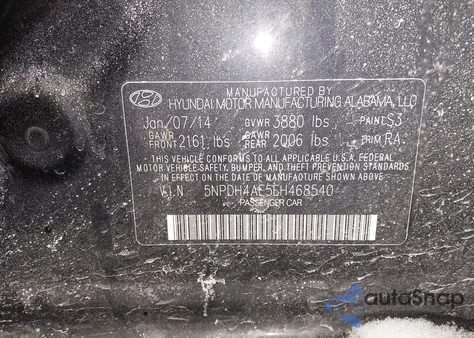 MANUFACTURED BY
HYUNDAI MOTOR MANUFACTURING ALABAMA, LLC
Jan/07/14 GVWR 3880 lbs PAINT S3
GAWR FRONT 2161 lbs GAWR REAR 2006 lbs TRIM RA
THIS VEHICLE CONFORMS TO ALL APPLICABLE U.S.A. FEDERAL
MOTOR VEHICLE SAFETY, BUMPER, AND THEFT PREVENTION STANDARDS
IN EFFECT ON THE DATE OF MANUFACTURE SHOWN ABOVE.
V.I.N 5NPDH4AE5EH468540
PASSENGER CAR
autoSnap